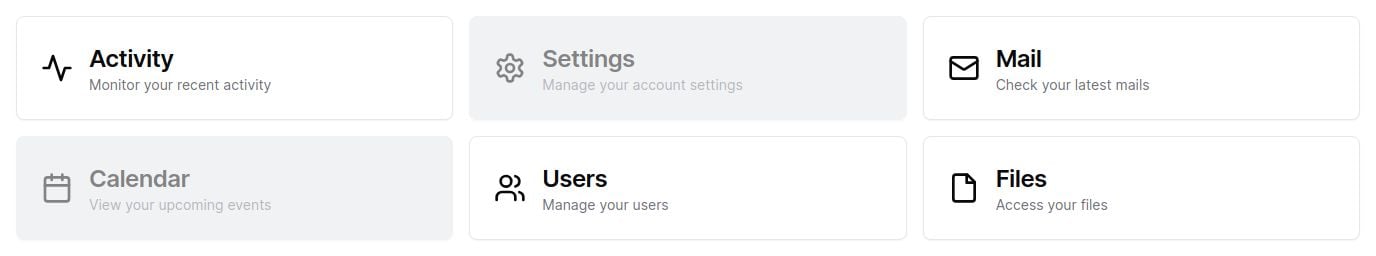 Activity
Monitor your recent activity
Settings
Manage your account settings
Mail
Check your latest mails
Calendar
View your upcoming events
Users
Manage your users
Files
Access your files